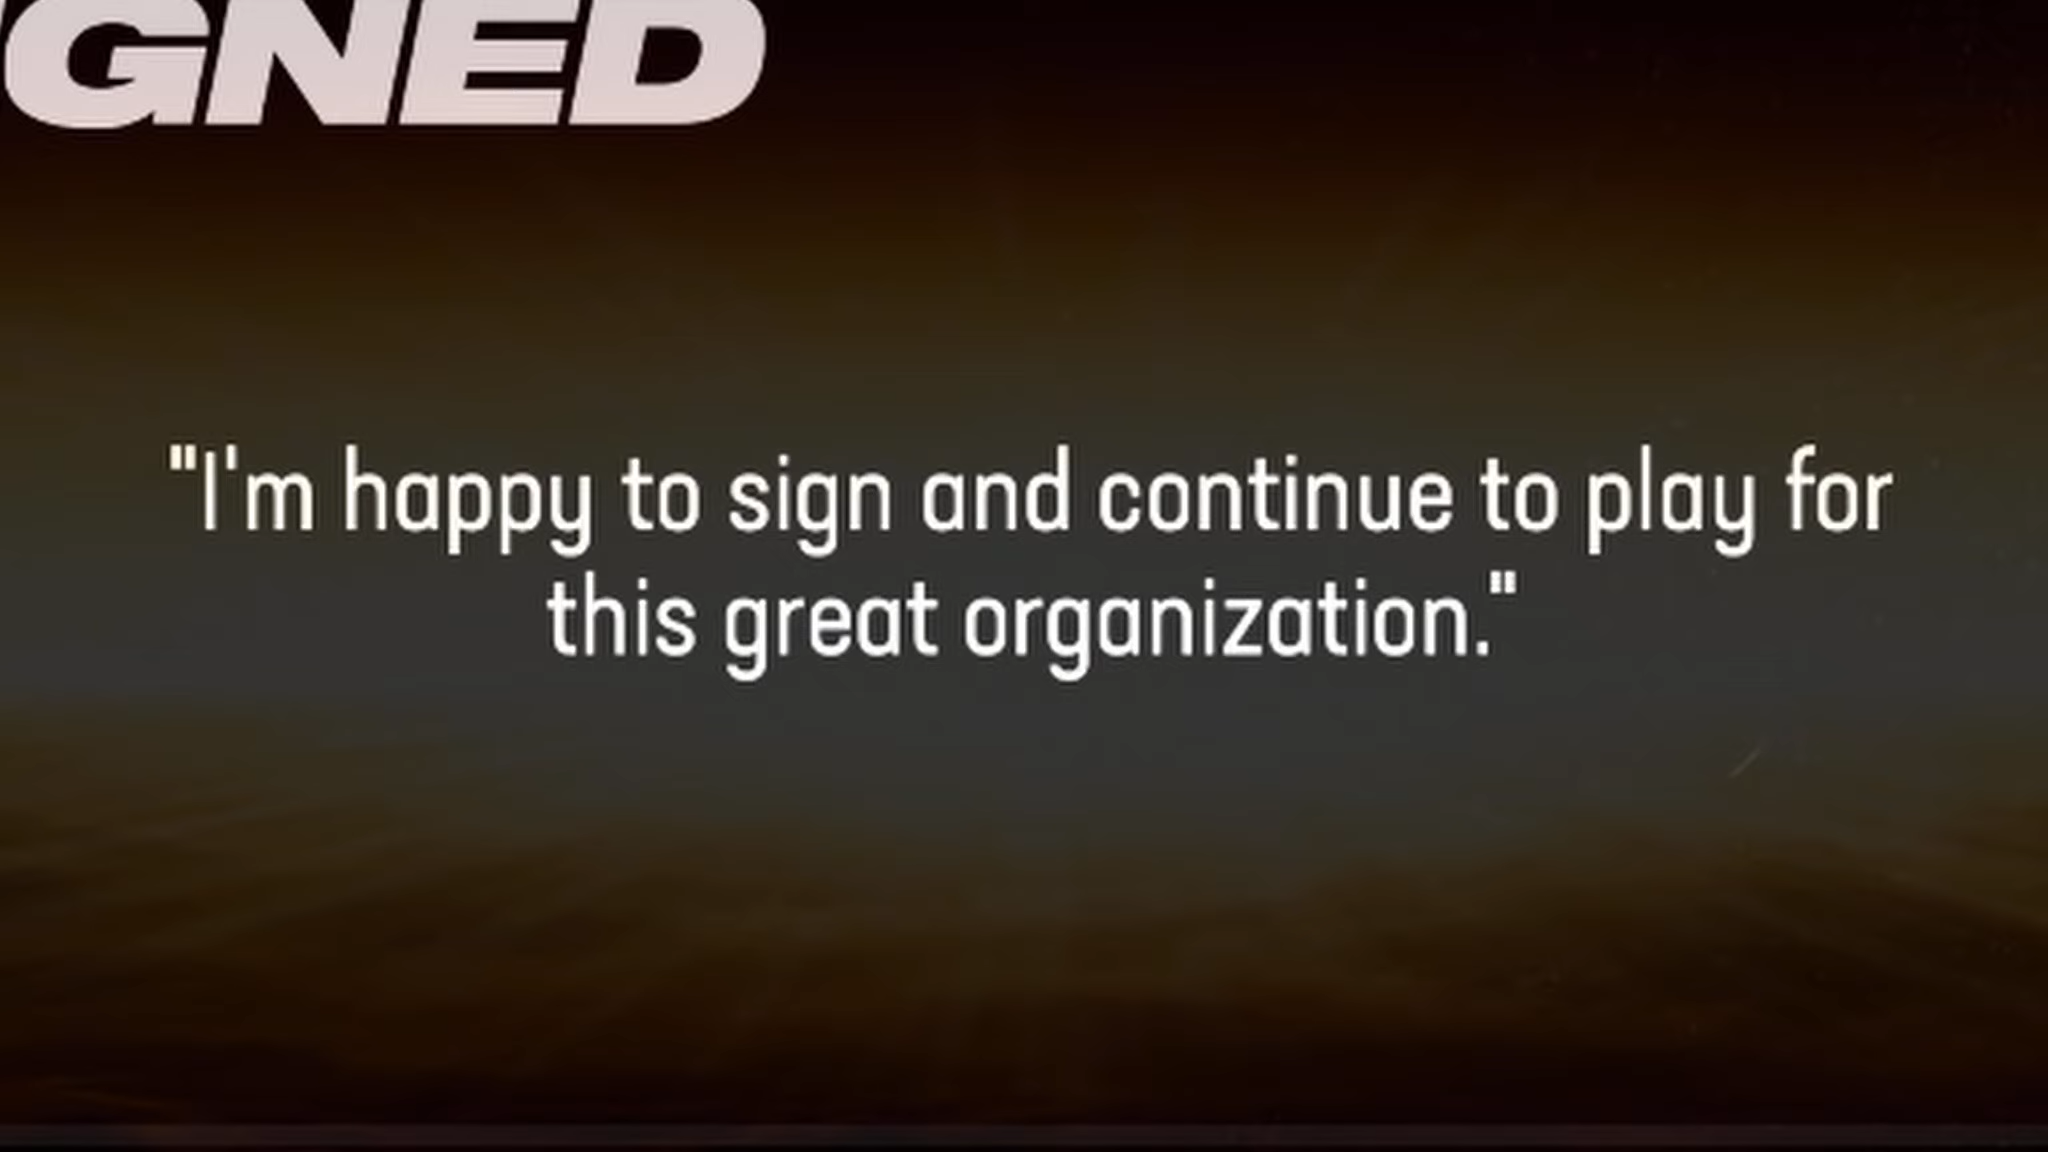 GNED
"I'm happy to sign and continue to play for
this great organization."